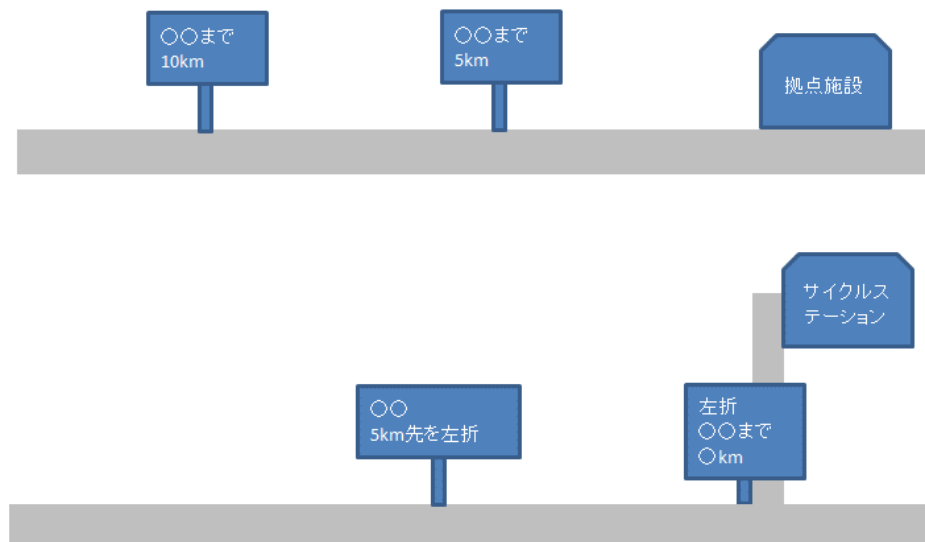 ○○まで
10km
○○まで
5km
拠点施設
サイクルス
テーション
○○
5km先を左折
左折
○○まで
○km